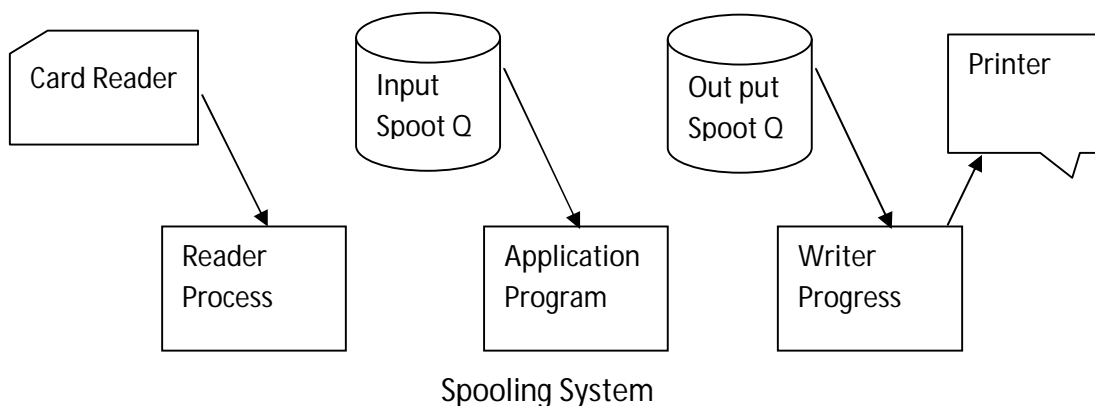 Card Reader
Input
Spoot Q
Out put
Spoot Q
Printer
Reader
Process
Application
Program
Writer
Progress
Spooling System